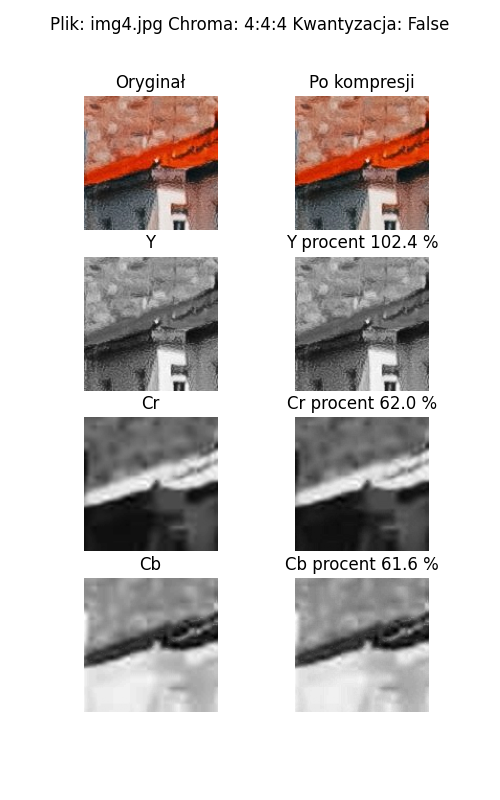 Plik: img4.jpg Chroma: 4:4:4 Kwantyzacja: False
Oryginał Po kompresji
Y Y procent 102.4 %
Cr Cr procent 62.0 %
Cb Cb procent 61.6 %